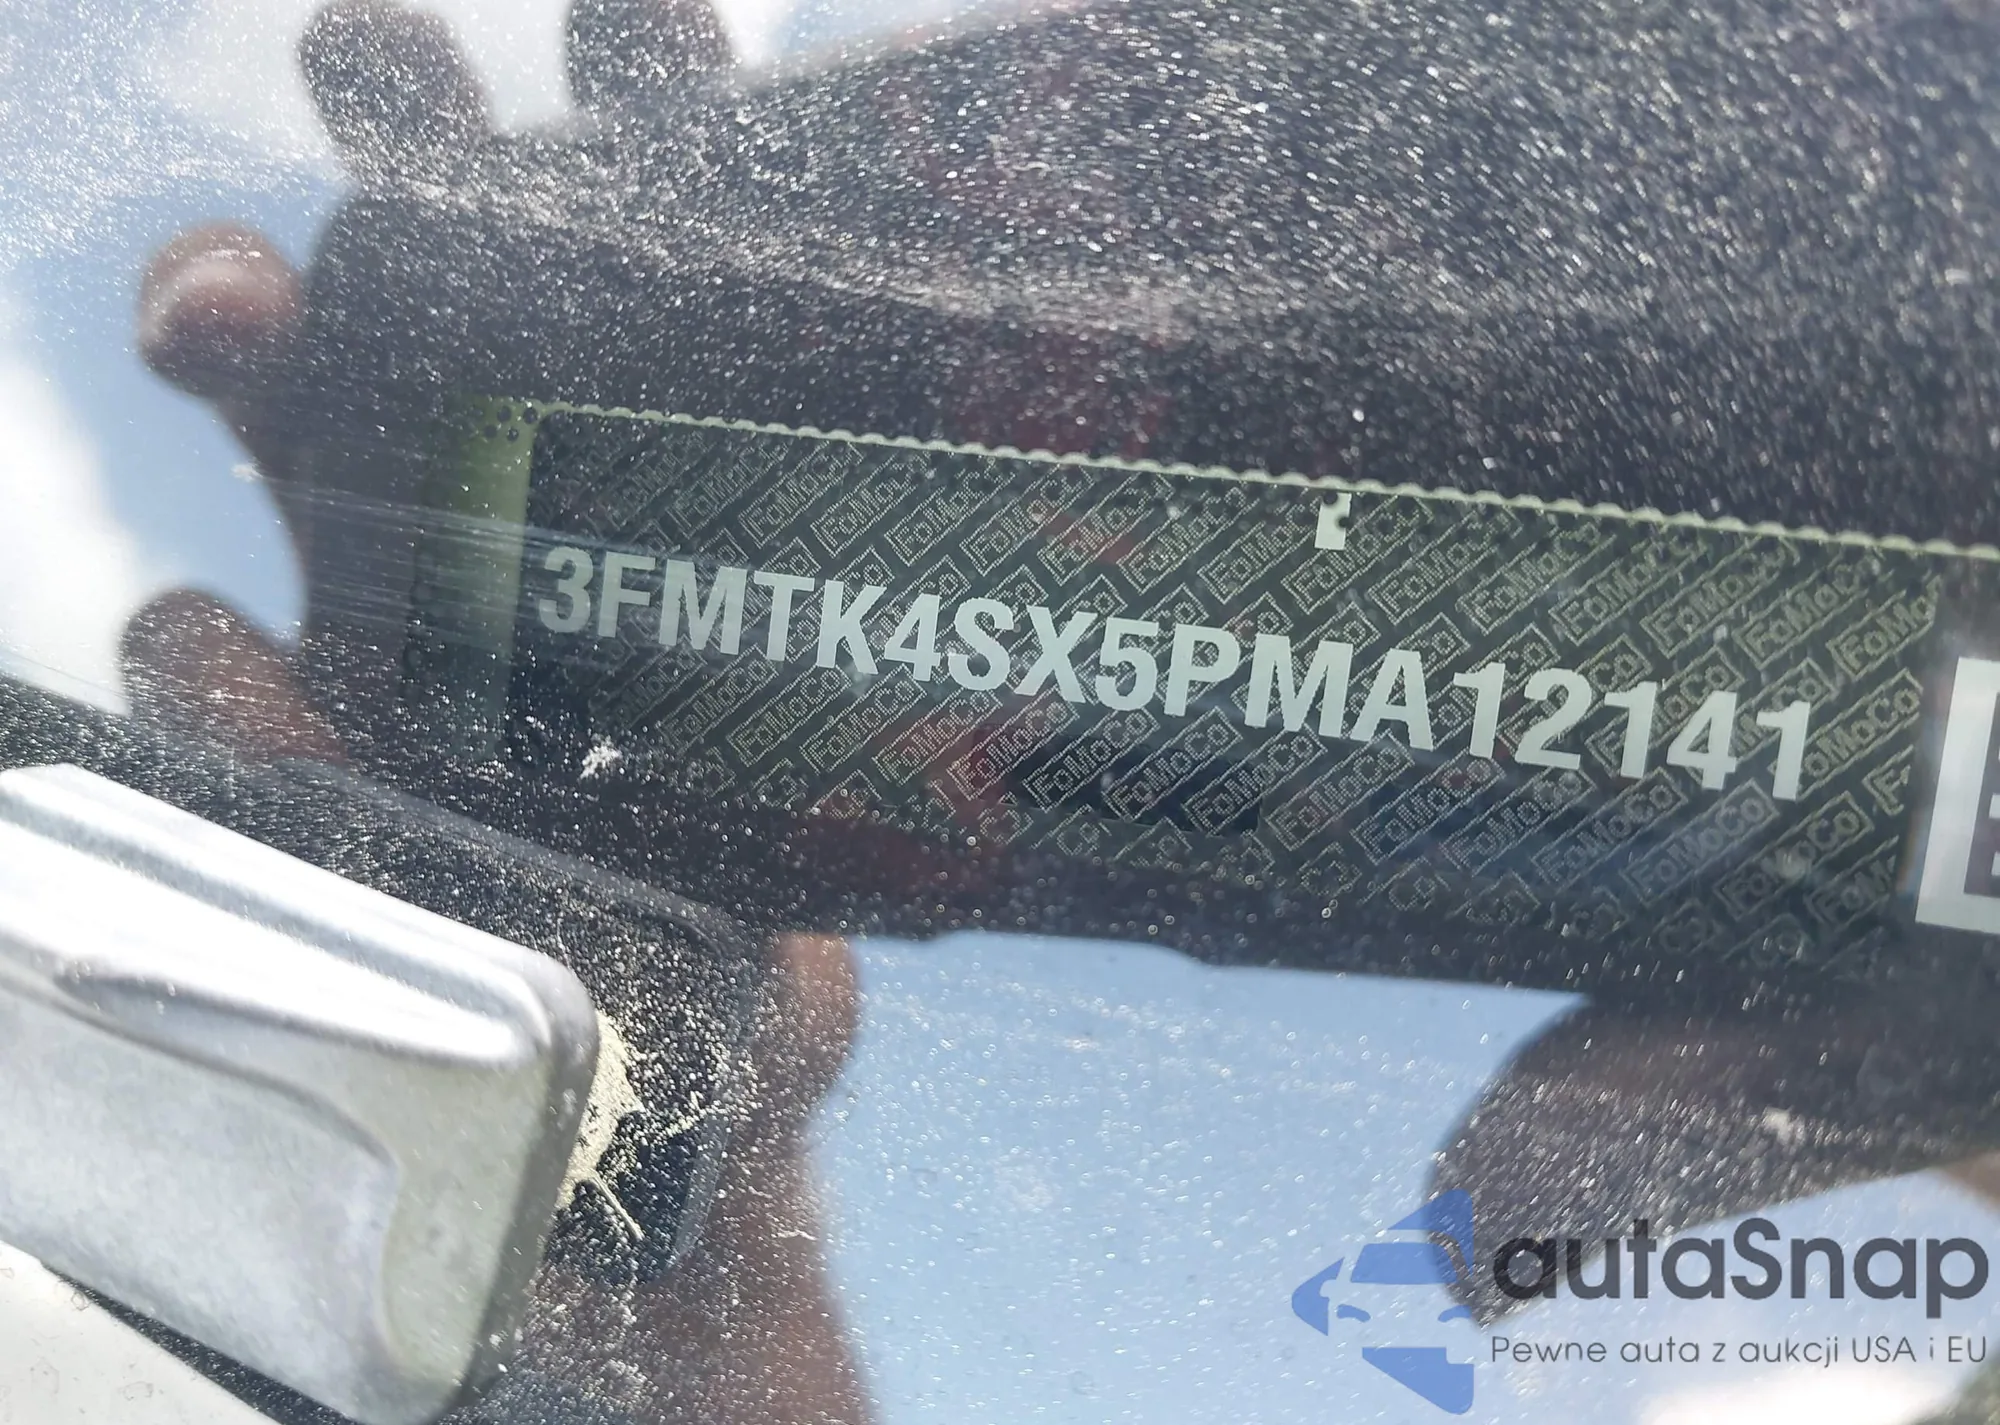 3FMTK4SX5PMA12141
autaSnap
Pewne auta z aukcji USA i EU